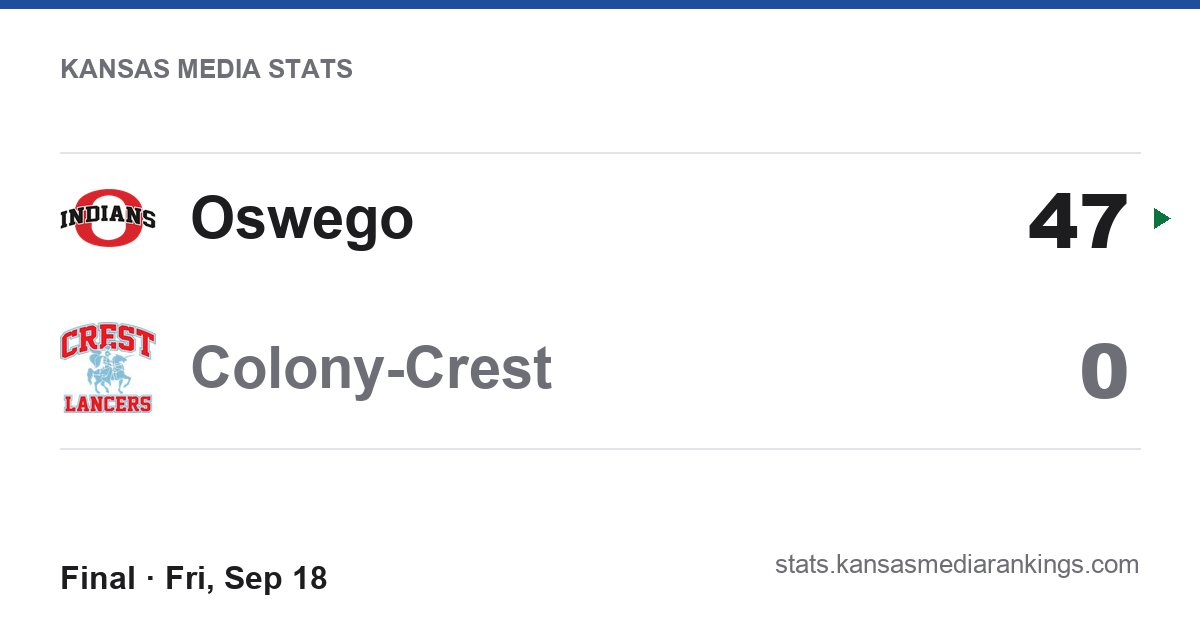 KANSAS MEDIA STATS
INDIANS
Oswego
47
CREST
LANCERS
Colony-Crest
0
Final · Fri, Sep 18
stats.kansasmediarankings.com